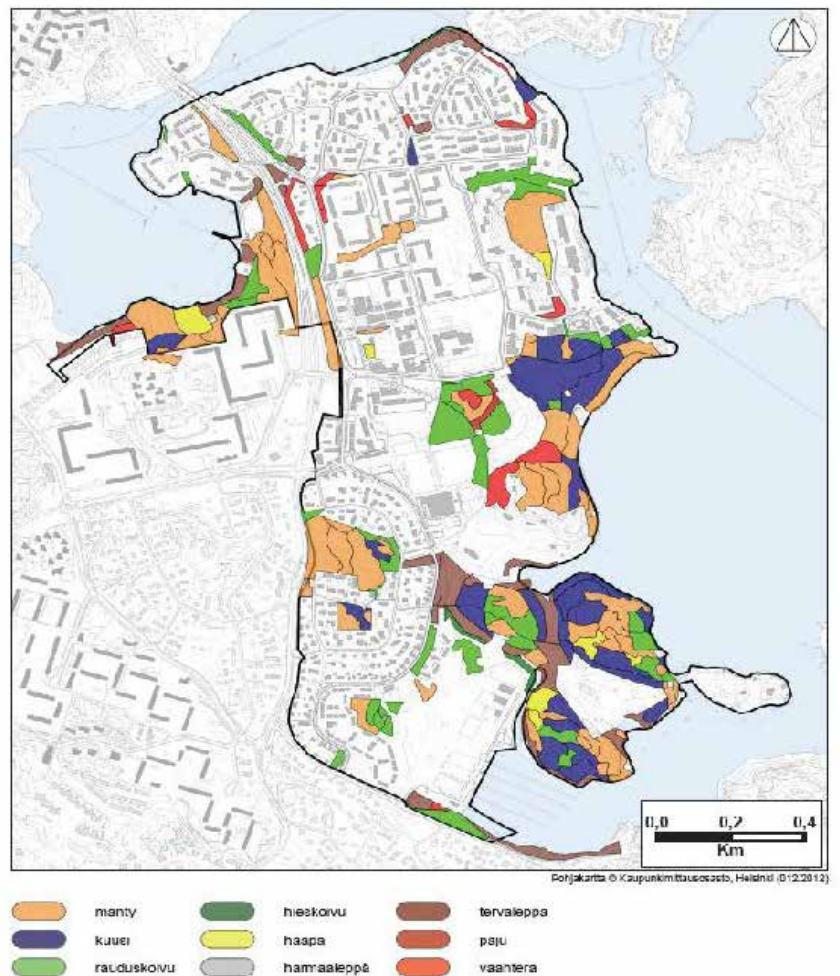 0,0 0,2 0,4
Km
Pohjakartta © Kaupunkimittausosasto, Helsinki (012:2012)
mänty hieskoivu tervaleppä
kuusi haapa paju
rauduskoivu harmaaleppä vaahtera